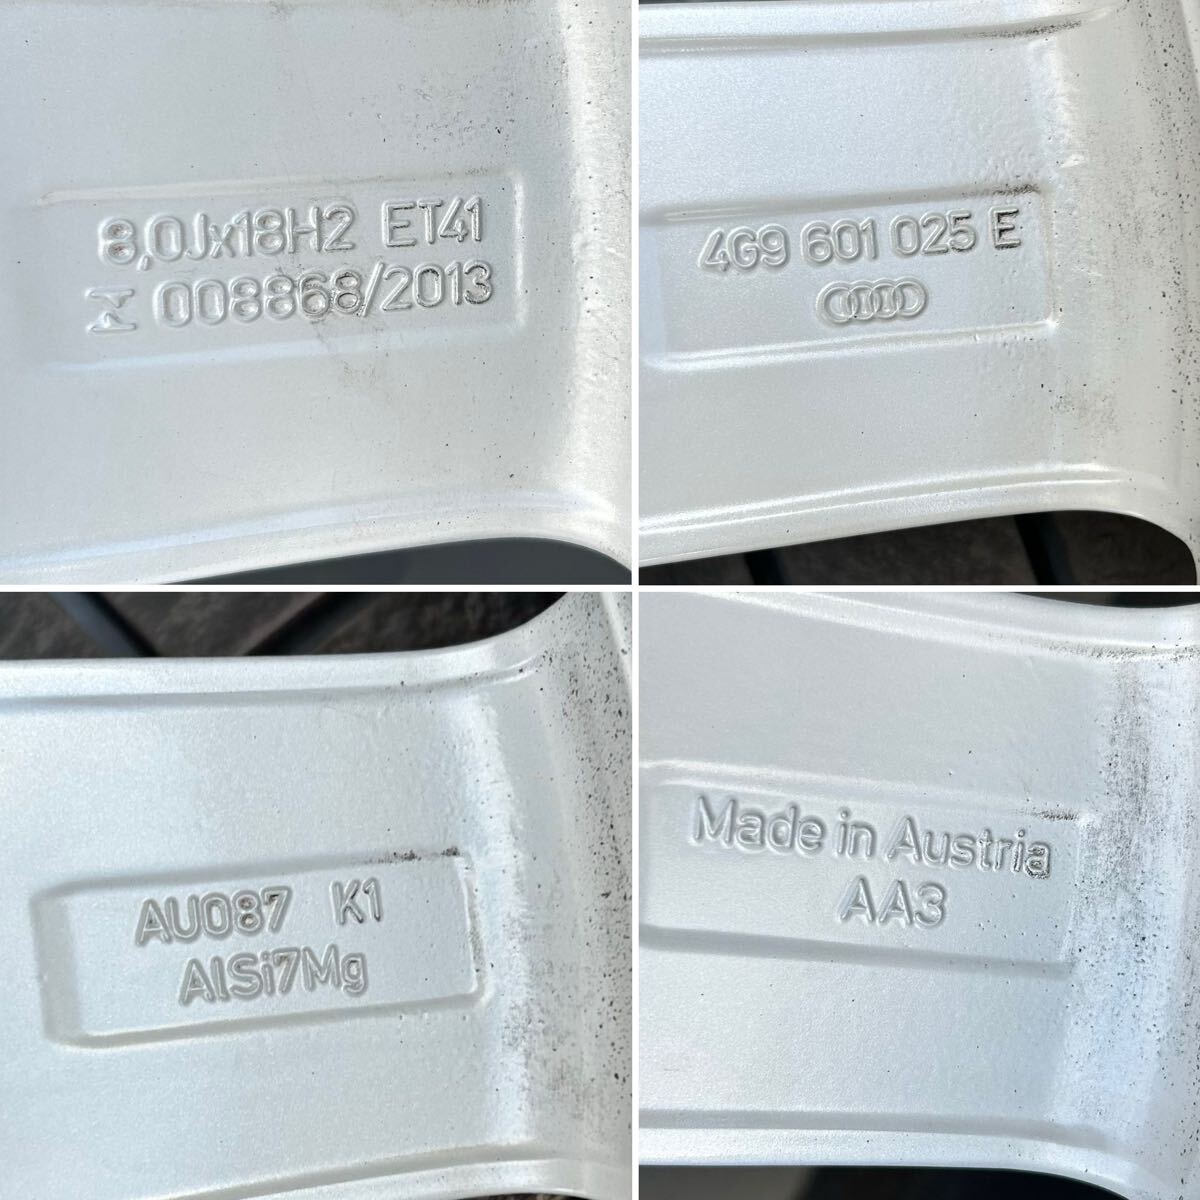 8,0Jx18H2 ET41
008868/2013
4G9 601 025 E
AU087 K1
AlSi7Mg
Made in Austria
AA3